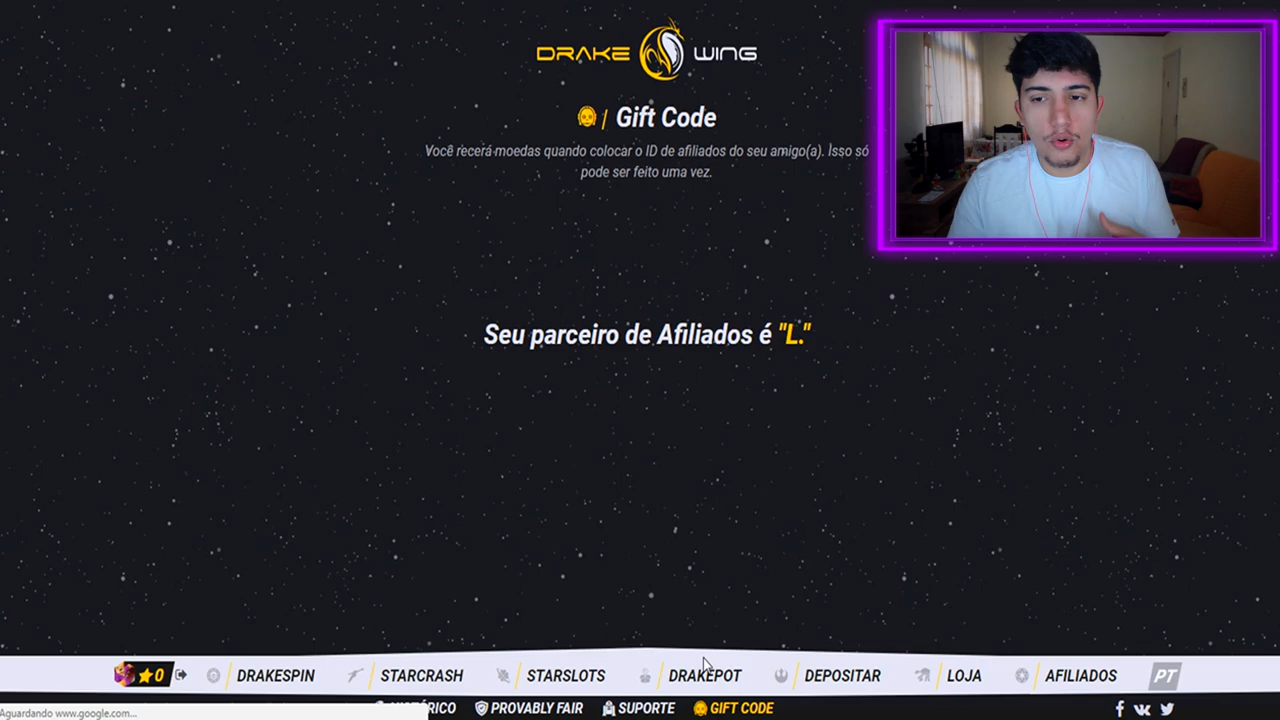 DRAKE WING
/ Gift Code
Você recerá moedas quando colocar o ID de afiliados do seu amigo(a). Isso só
pode ser feito uma vez.
Seu parceiro de Afiliados é "L."
0 DRAKESPIN STARCRASH STARSLOTS DRAKEPOT DEPOSITAR LOJA AFILIADOS PT
PROVABLY FAIR SUPORTE GIFT CODE
Aguardando www.google.com...